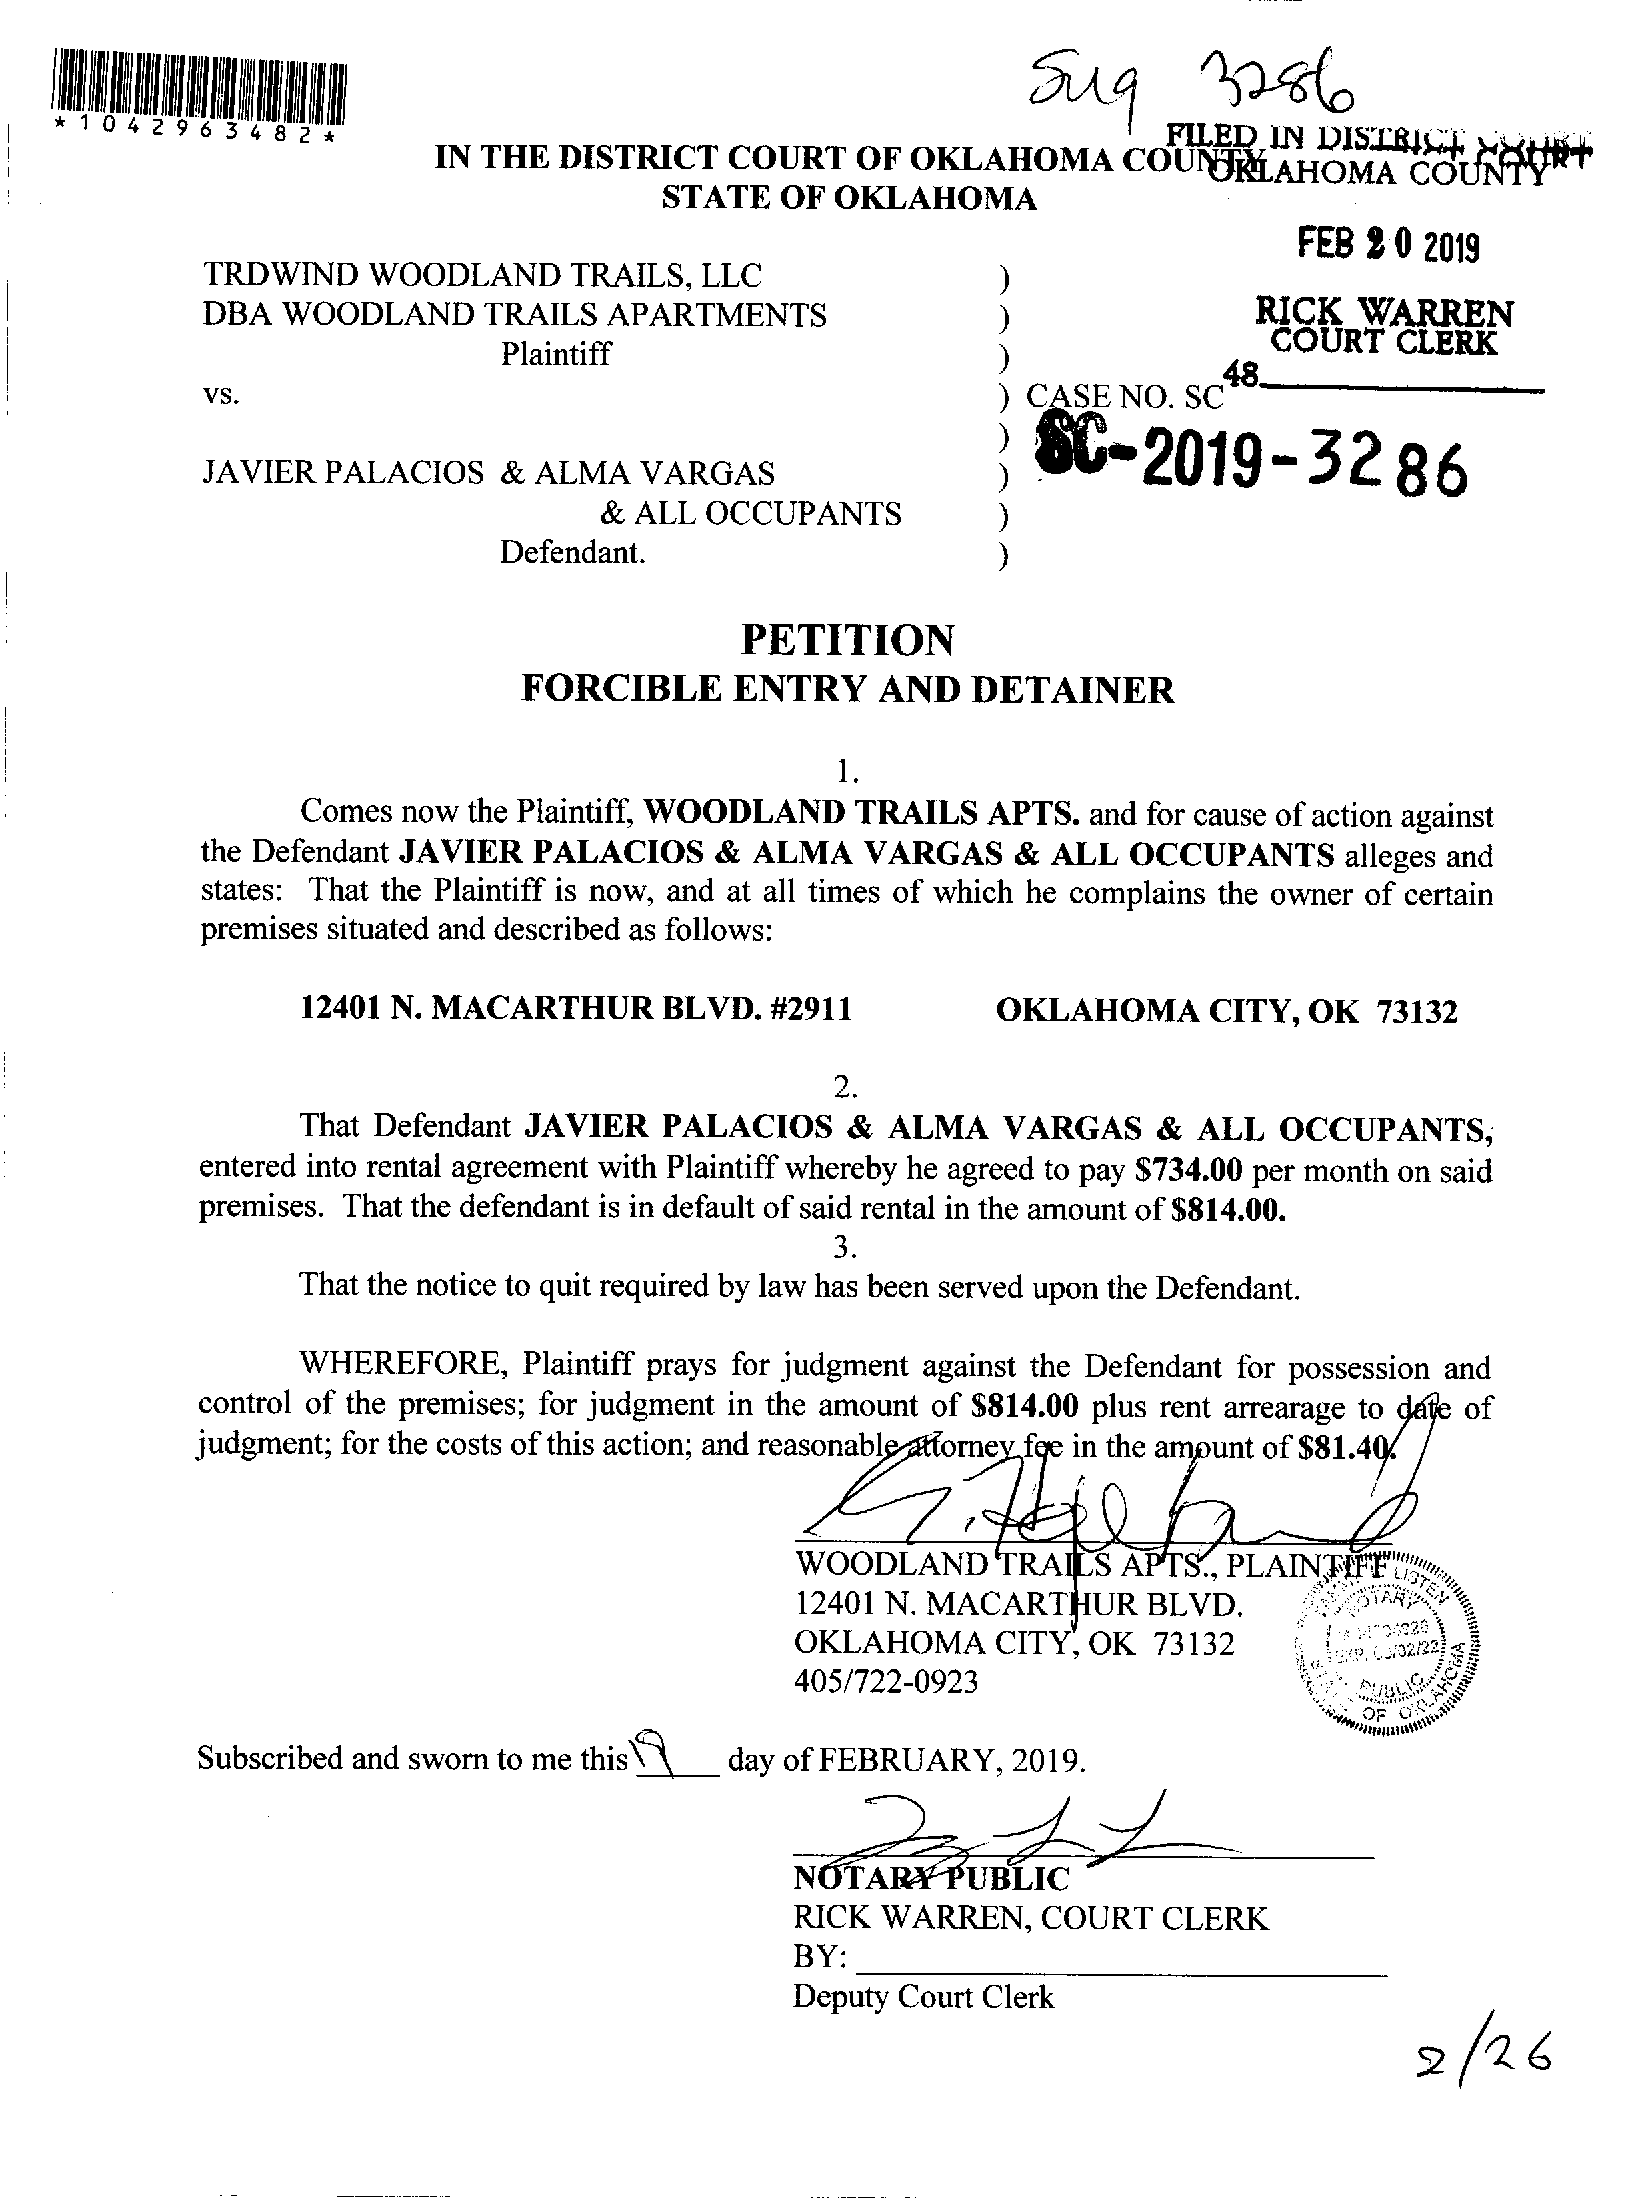 3286
*1042963482*
FILED IN DISTRICT COURT
IN THE DISTRICT COURT OF OKLAHOMA COUNTY
OKLAHOMA COUNTY
STATE OF OKLAHOMA
FEB 20 2019
TRDWIND WOODLAND TRAILS, LLC )
DBA WOODLAND TRAILS APARTMENTS )
RICK WARREN
COURT CLERK
Plaintiff )
48
vs. ) CASE NO. SC
)
SC-2019-3286
JAVIER PALACIOS & ALMA VARGAS )
& ALL OCCUPANTS )
Defendant. )
PETITION
FORCIBLE ENTRY AND DETAINER
1.
Comes now the Plaintiff, WOODLAND TRAILS APTS. and for cause of action against
the Defendant JAVIER PALACIOS & ALMA VARGAS & ALL OCCUPANTS alleges and
states: That the Plaintiff is now, and at all times of which he complains the owner of certain
premises situated and described as follows:
12401 N. MACARTHUR BLVD. #2911 OKLAHOMA CITY, OK 73132
2.
That Defendant JAVIER PALACIOS & ALMA VARGAS & ALL OCCUPANTS,
entered into rental agreement with Plaintiff whereby he agreed to pay $734.00 per month on said
premises. That the defendant is in default of said rental in the amount of $814.00.
3.
That the notice to quit required by law has been served upon the Defendant.
WHEREFORE, Plaintiff prays for judgment against the Defendant for possession and
control of the premises; for judgment in the amount of $814.00 plus rent arrearage to date of
judgment; for the costs of this action; and reasonable attorney fee in the amount of $81.40.
WOODLAND TRAILS APTS., PLAINTIFF
12401 N. MACARTHUR BLVD.
OKLAHOMA CITY, OK 73132
405/722-0923
NOTARY
PUBLIC
OF OKLAHOMA
Subscribed and sworn to me this 19 day of FEBRUARY, 2019.
NOTARY PUBLIC
RICK WARREN, COURT CLERK
BY:
Deputy Court Clerk
2/26